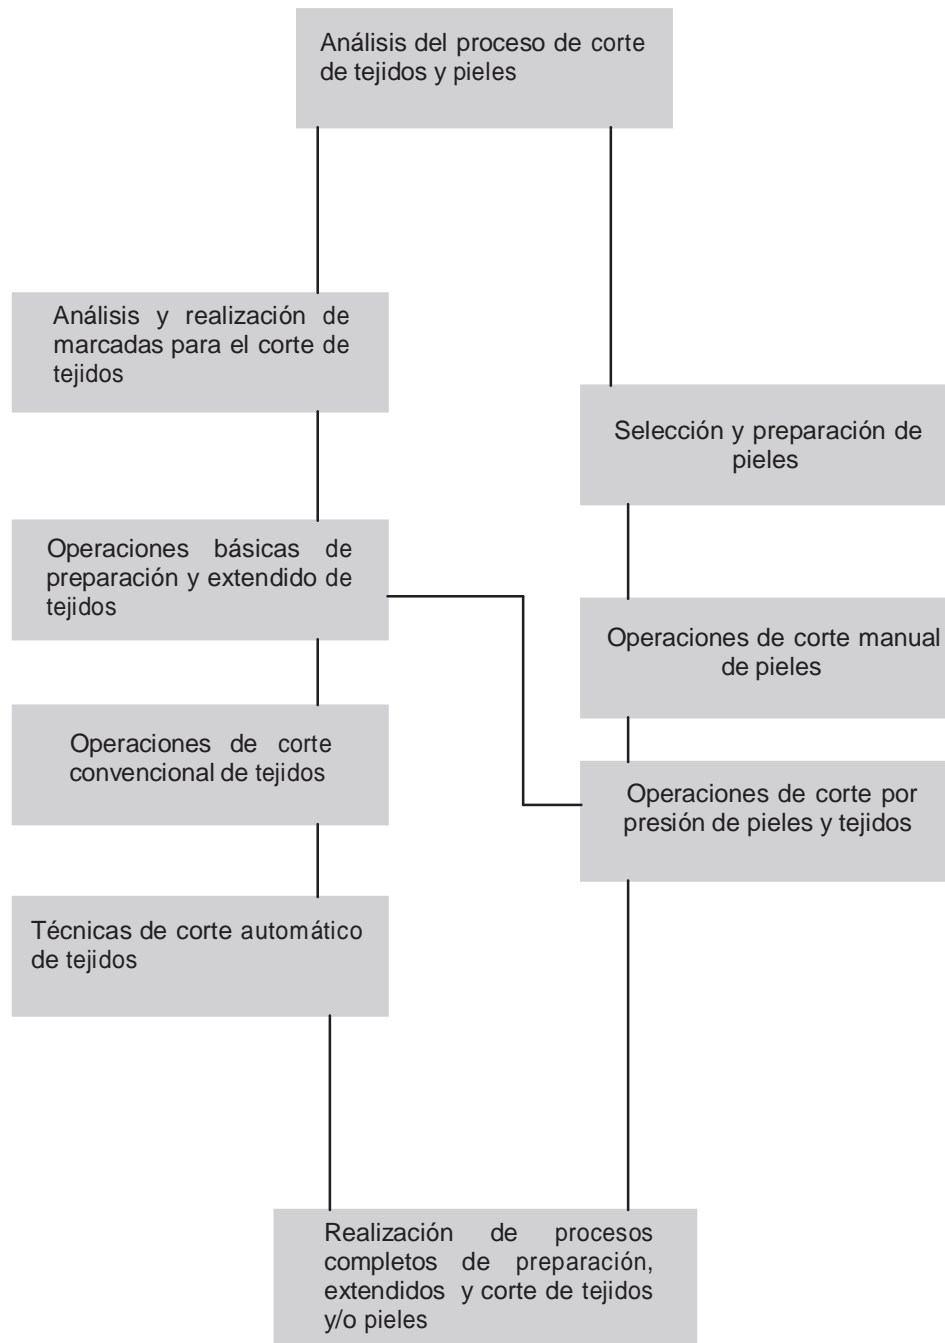 Análisis del proceso de corte
de tejidos y pieles
Análisis y realización de
marcadas para el corte de
tejidos
Selección y preparación de
pieles
Operaciones básicas de
preparación y extendido de
tejidos
Operaciones de corte manual
de pieles
Operaciones de corte
convencional de tejidos
Operaciones de corte por
presión de pieles y tejidos
Técnicas de corte automático
de tejidos
Realización de procesos
completos de preparación,
extendidos y corte de tejidos
y/o pieles